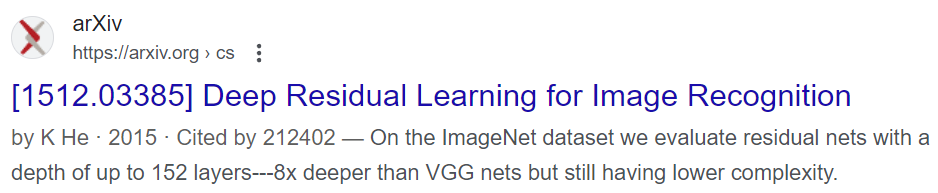 arXiv
https://arxiv.org › cs
[1512.03385] Deep Residual Learning for Image Recognition
by K He · 2015 · Cited by 212402 — On the ImageNet dataset we evaluate residual nets with a
depth of up to 152 layers---8x deeper than VGG nets but still having lower complexity.